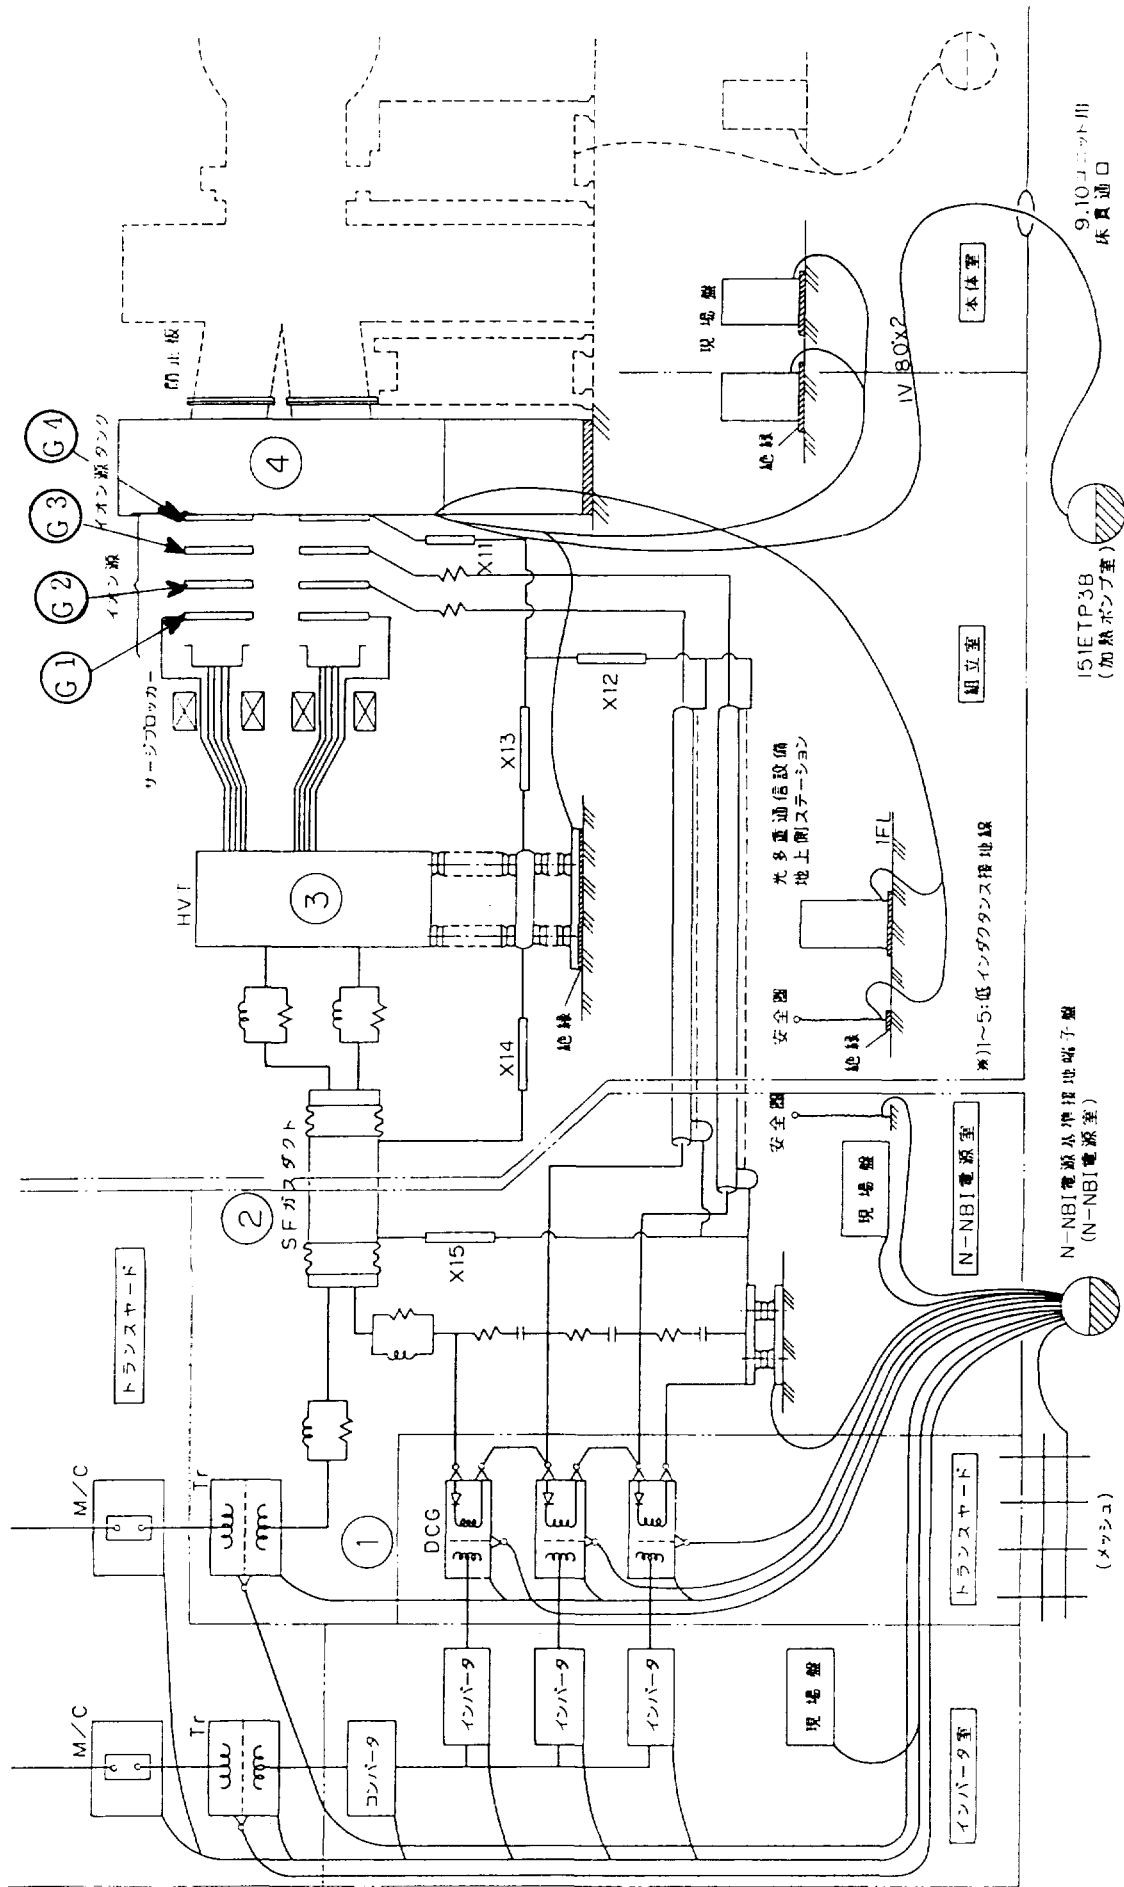 M/C
M/C
Tr
Tr
コンバータ
インバータ
インバータ
インバータ
現場盤
インバータ室
トランスヤード
①
DCG
トランスヤード
(メッシュ)
②
SFガスダクト
X15
現場盤
安全圏
N-NBI電源室
N-NBI電源基準接地端子盤
(N-NBI電源室)
HVT
③
X14
X13
X12
X11
絶縁
安全圏
絶縁
光多重通信設備
地上側ステーション
1FL
※)1~5:低インダクタンス接地線
組立室
サージブロッカー
イオン源
イオン源タンク
G1
G2
G3
G4
④
閉止板
現場盤
絶縁
IV 80°×2
本体室
9,10ユニット用
床貫通口
151ETP3B
(加熱ポンプ室)